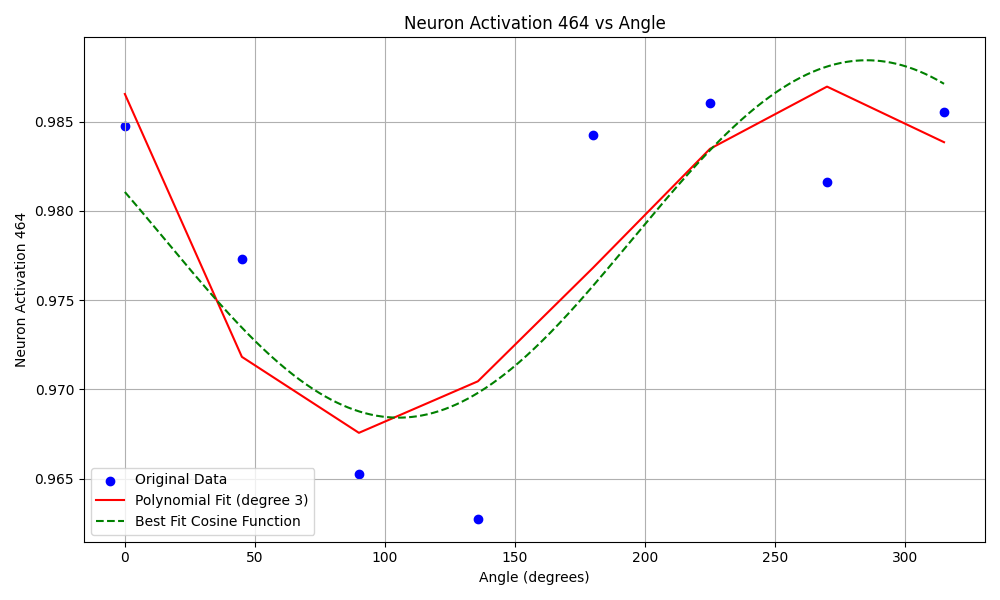 Neuron Activation 464 vs Angle
Neuron Activation 464
0.985
0.980
0.975
0.970
0.965
Original Data
Polynomial Fit (degree 3)
Best Fit Cosine Function
0 50 100 150 200 250 300
Angle (degrees)